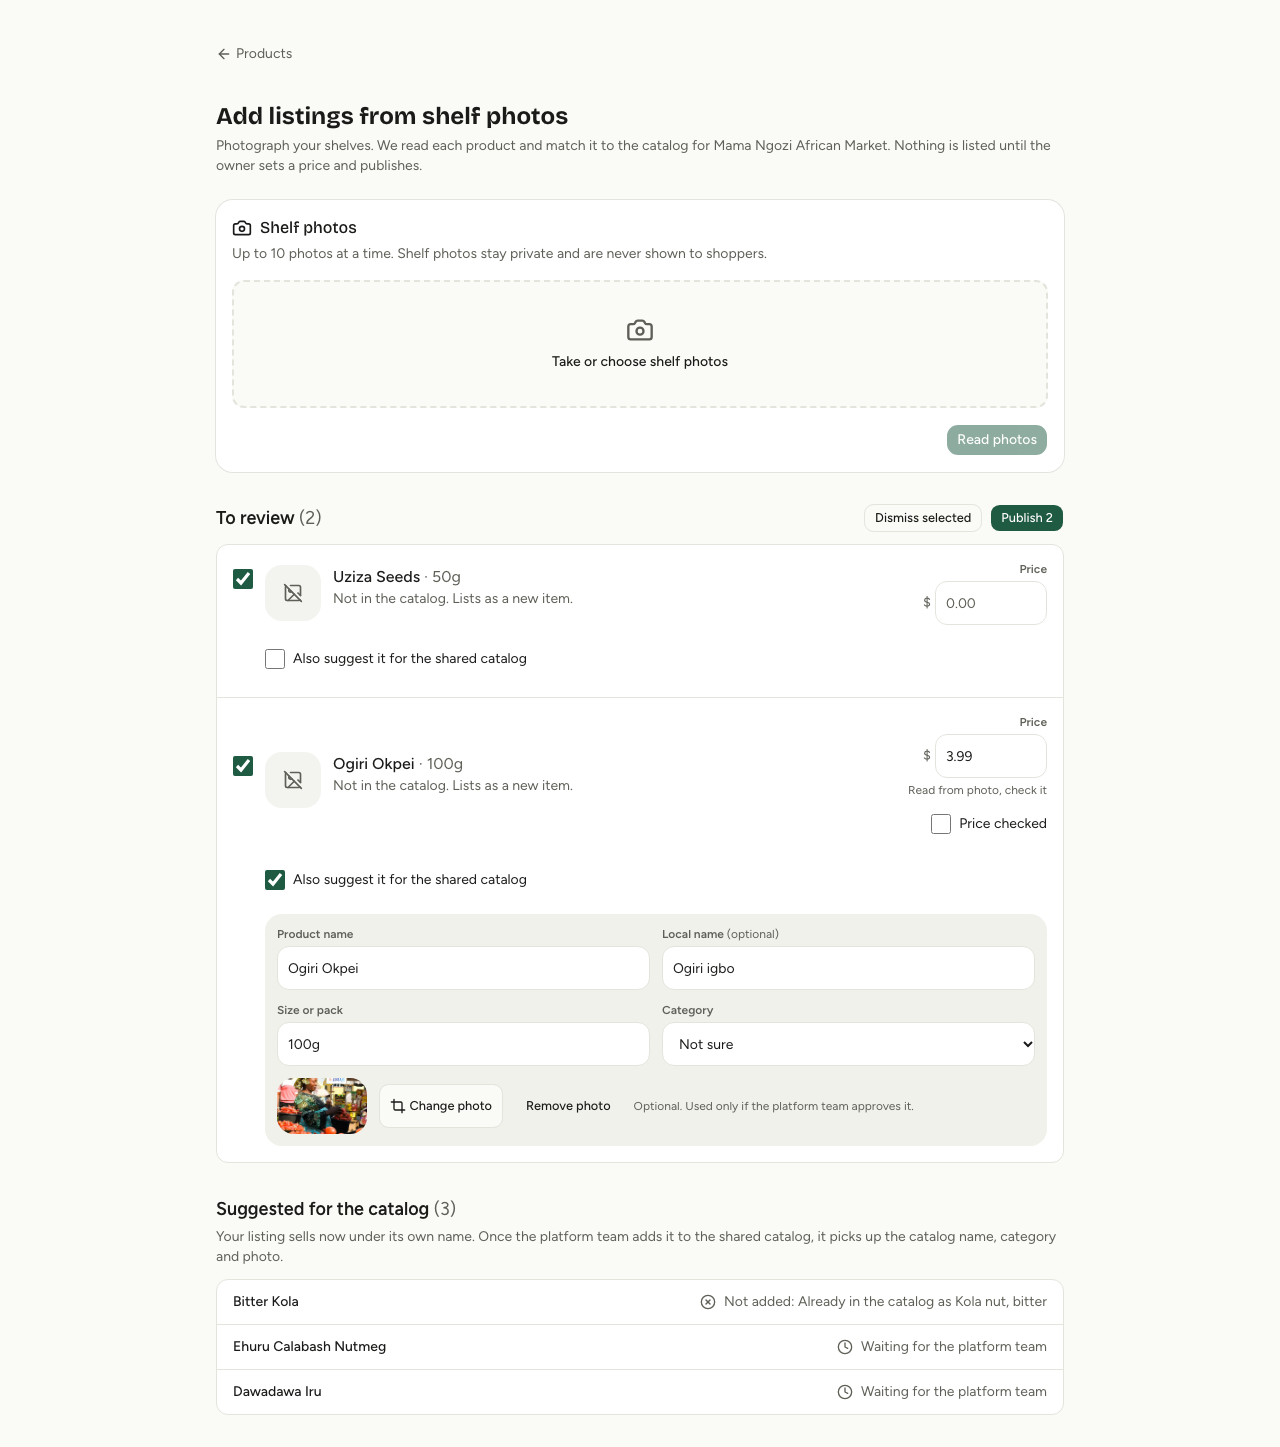 Products
Add listings from shelf photos
Photograph your shelves. We read each product and match it to the catalog for Mama Ngozi African Market. Nothing is listed until the
owner sets a price and publishes.
Shelf photos
Up to 10 photos at a time. Shelf photos stay private and are never shown to shoppers.
Take or choose shelf photos
Read photos
To review (2)
Dismiss selected
Publish 2
Uziza Seeds · 50g
Not in the catalog. Lists as a new item.
Price
$ 0.00
Also suggest it for the shared catalog
Ogiri Okpei · 100g
Not in the catalog. Lists as a new item.
Price
$ 3.99
Read from photo, check it
Price checked
Also suggest it for the shared catalog
Product name
Ogiri Okpei
Local name (optional)
Ogiri igbo
Size or pack
100g
Category
Not sure
Change photo
Remove photo
Optional. Used only if the platform team approves it.
Suggested for the catalog (3)
Your listing sells now under its own name. Once the platform team adds it to the shared catalog, it picks up the catalog name, category
and photo.
Bitter Kola
Not added: Already in the catalog as Kola nut, bitter
Ehuru Calabash Nutmeg
Waiting for the platform team
Dawadawa Iru
Waiting for the platform team